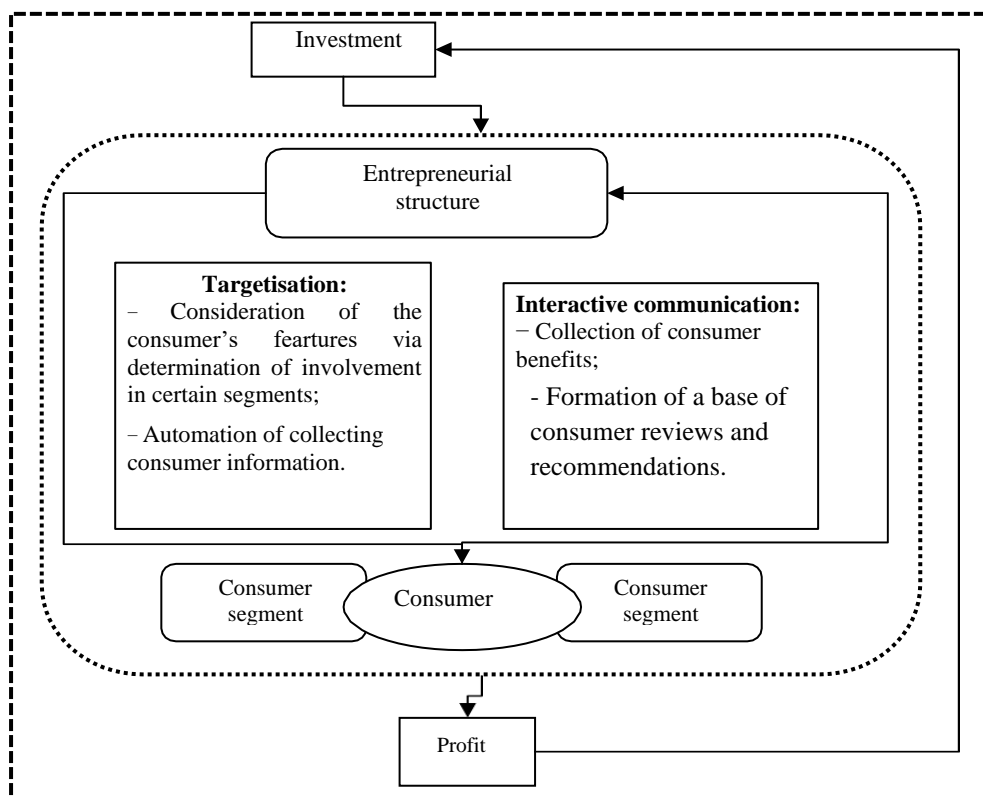 Investment
Entrepreneurial
structure
Targetisation:
– Consideration of the
consumer’s feartures via
determination of involvement
in certain segments;
– Automation of collecting
consumer information.
Interactive communication:
– Collection of consumer
benefits;
- Formation of a base of
consumer reviews and
recommendations.
Consumer
segment
Consumer
Consumer
segment
Profit